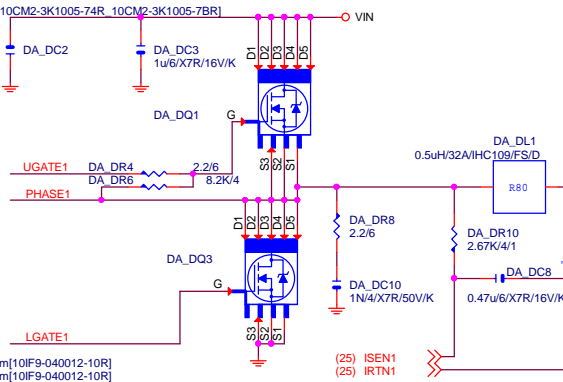 10CM2-3K1005-74R_10CM2-3K1005-7BR]
VIN
DA_DC2
DA_DC3
1u/6/X7R/16V/K
D1
D2
D3
D4
D5
DA_DQ1
G
S3
S2
S1
UGATE1
DA_DR4
2.2/6
DA_DR6
8.2K/4
PHASE1
DA_DL1
0.5uH/32A/IHC109/FS/D
R80
D1
D2
D3
D4
D5
DA_DQ3
G
S3
S2
S1
DA_DR8
2.2/6
DA_DR10
2.67K/4/1
DA_DC10
1N/4/X7R/50V/K
DA_DC8
0.47u/6/X7R/16V/K
LGATE1
(25) ISEN1
(25) IRTN1
m[10IF9-040012-10R]
m[10IF9-040012-10R]